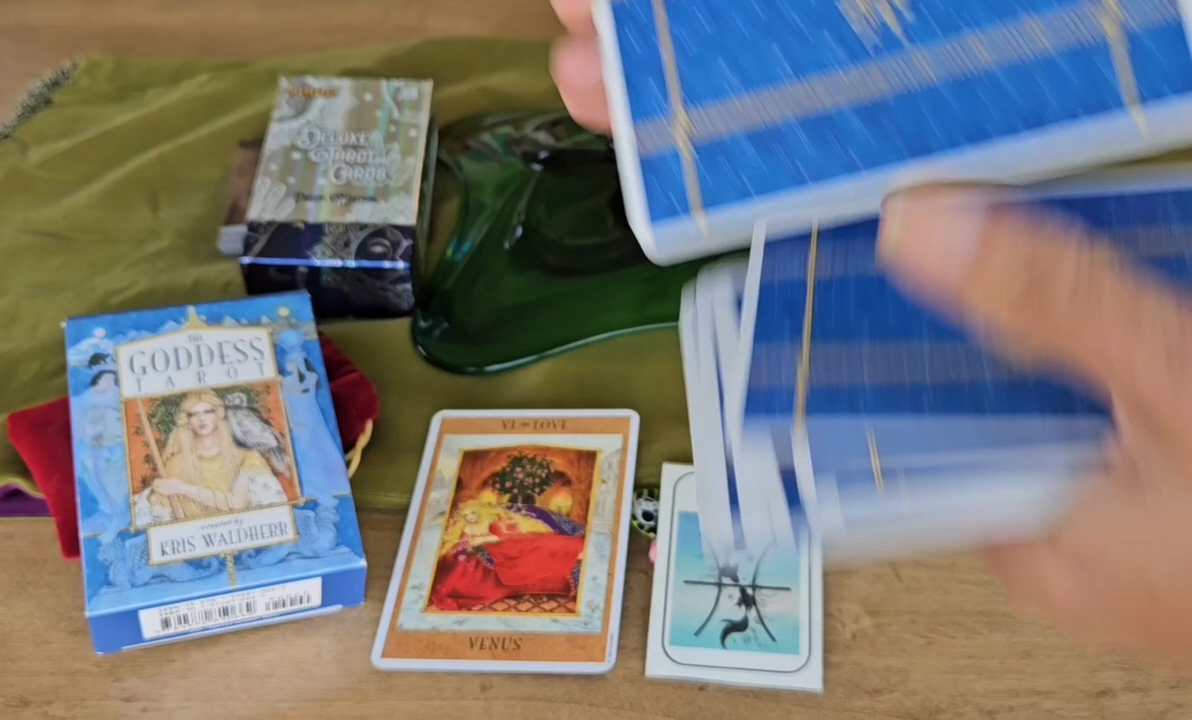 DELUXE
TAROT
CARDS
THE
GODDESS
TAROT
created by
KRIS WALDHERR
VI ~ LOVE
VENUS